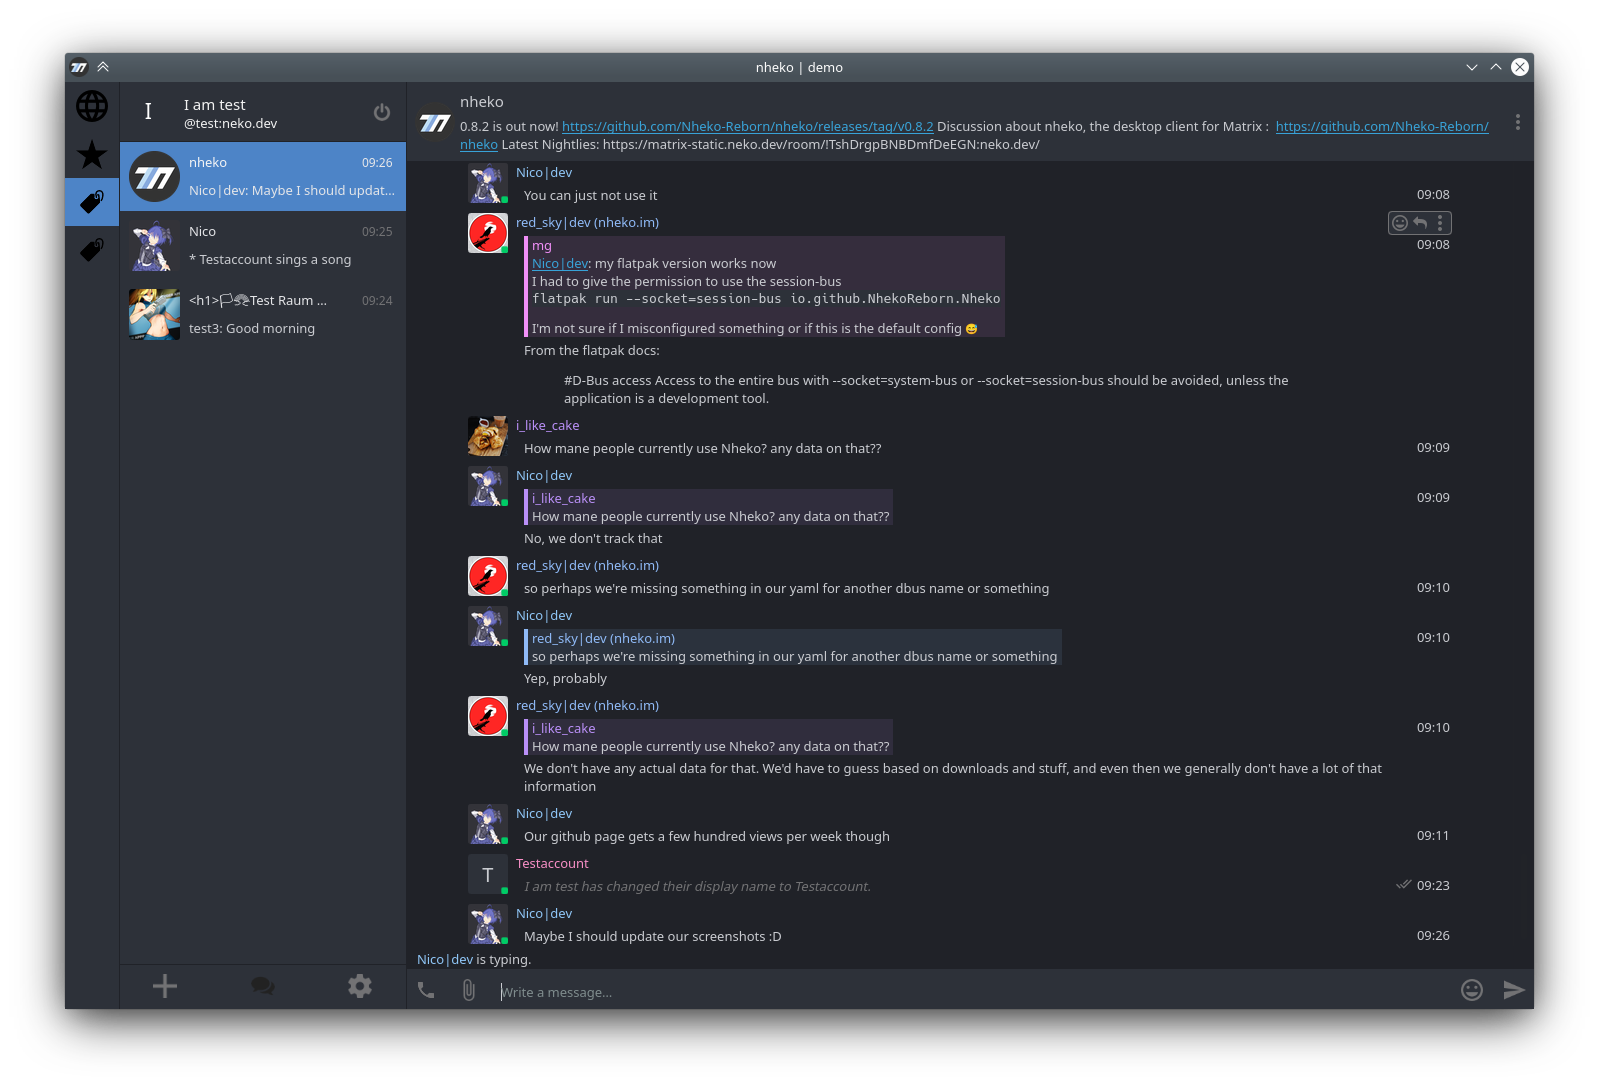 nheko | demo
I am test
@test:neko.dev
nheko 09:26
Nico|dev: Maybe I should updat...
Nico 09:25
* Testaccount sings a song
<h1>🏳️🪭Test Raum ... 09:24
test3: Good morning
nheko
0.8.2 is out now! https://github.com/Nheko-Reborn/nheko/releases/tag/v0.8.2 Discussion about nheko, the desktop client for Matrix : https://github.com/Nheko-Reborn/
nheko Latest Nightlies: https://matrix-static.neko.dev/room/!TshDrgpBNBDmfDeEGN:neko.dev/
Nico|dev
You can just not use it 09:08
red_sky|dev (nheko.im)
09:08
mg
Nico|dev: my flatpak version works now
I had to give the permission to use the session-bus
flatpak run --socket=session-bus io.github.NhekoReborn.Nheko
I'm not sure if I misconfigured something or if this is the default config 😅
From the flatpak docs:
#D-Bus access Access to the entire bus with --socket=system-bus or --socket=session-bus should be avoided, unless the
application is a development tool.
i_like_cake
How mane people currently use Nheko? any data on that?? 09:09
Nico|dev
i_like_cake 09:09
How mane people currently use Nheko? any data on that??
No, we don't track that
red_sky|dev (nheko.im)
so perhaps we're missing something in our yaml for another dbus name or something 09:10
Nico|dev
red_sky|dev (nheko.im) 09:10
so perhaps we're missing something in our yaml for another dbus name or something
Yep, probably
red_sky|dev (nheko.im)
i_like_cake 09:10
How mane people currently use Nheko? any data on that??
We don't have any actual data for that. We'd have to guess based on downloads and stuff, and even then we generally don't have a lot of that
information
Nico|dev
Our github page gets a few hundred views per week though 09:11
T
Testaccount
I am test has changed their display name to Testaccount. 09:23
Nico|dev
Maybe I should update our screenshots :D 09:26
Nico|dev is typing.
Write a message...